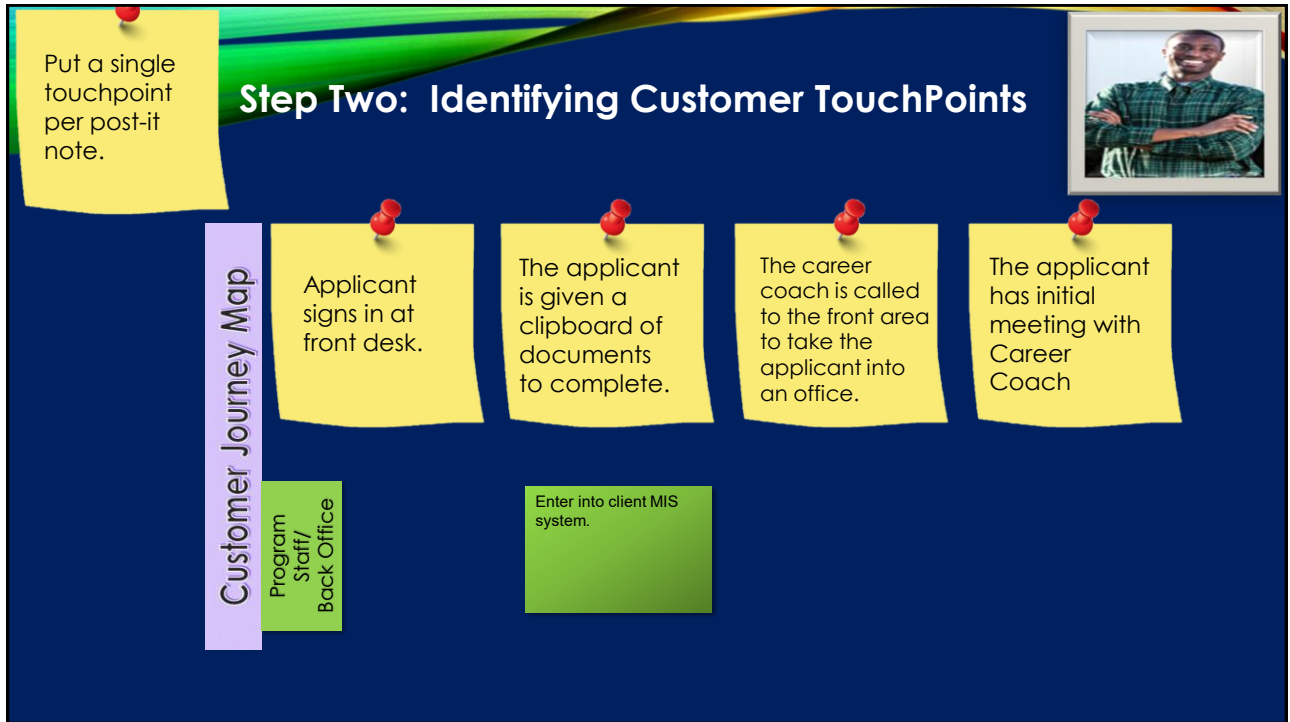 Put a single
touchpoint
per post-it
note.
Step Two: Identifying Customer TouchPoints
Customer Journey Map
Applicant
signs in at
front desk.
The applicant
is given a
clipboard of
documents
to complete.
The career
coach is called
to the front area
to take the
applicant into
an office.
The applicant
has initial
meeting with
Career
Coach
Program
Staff/
Back Office
Enter into client MIS
system.